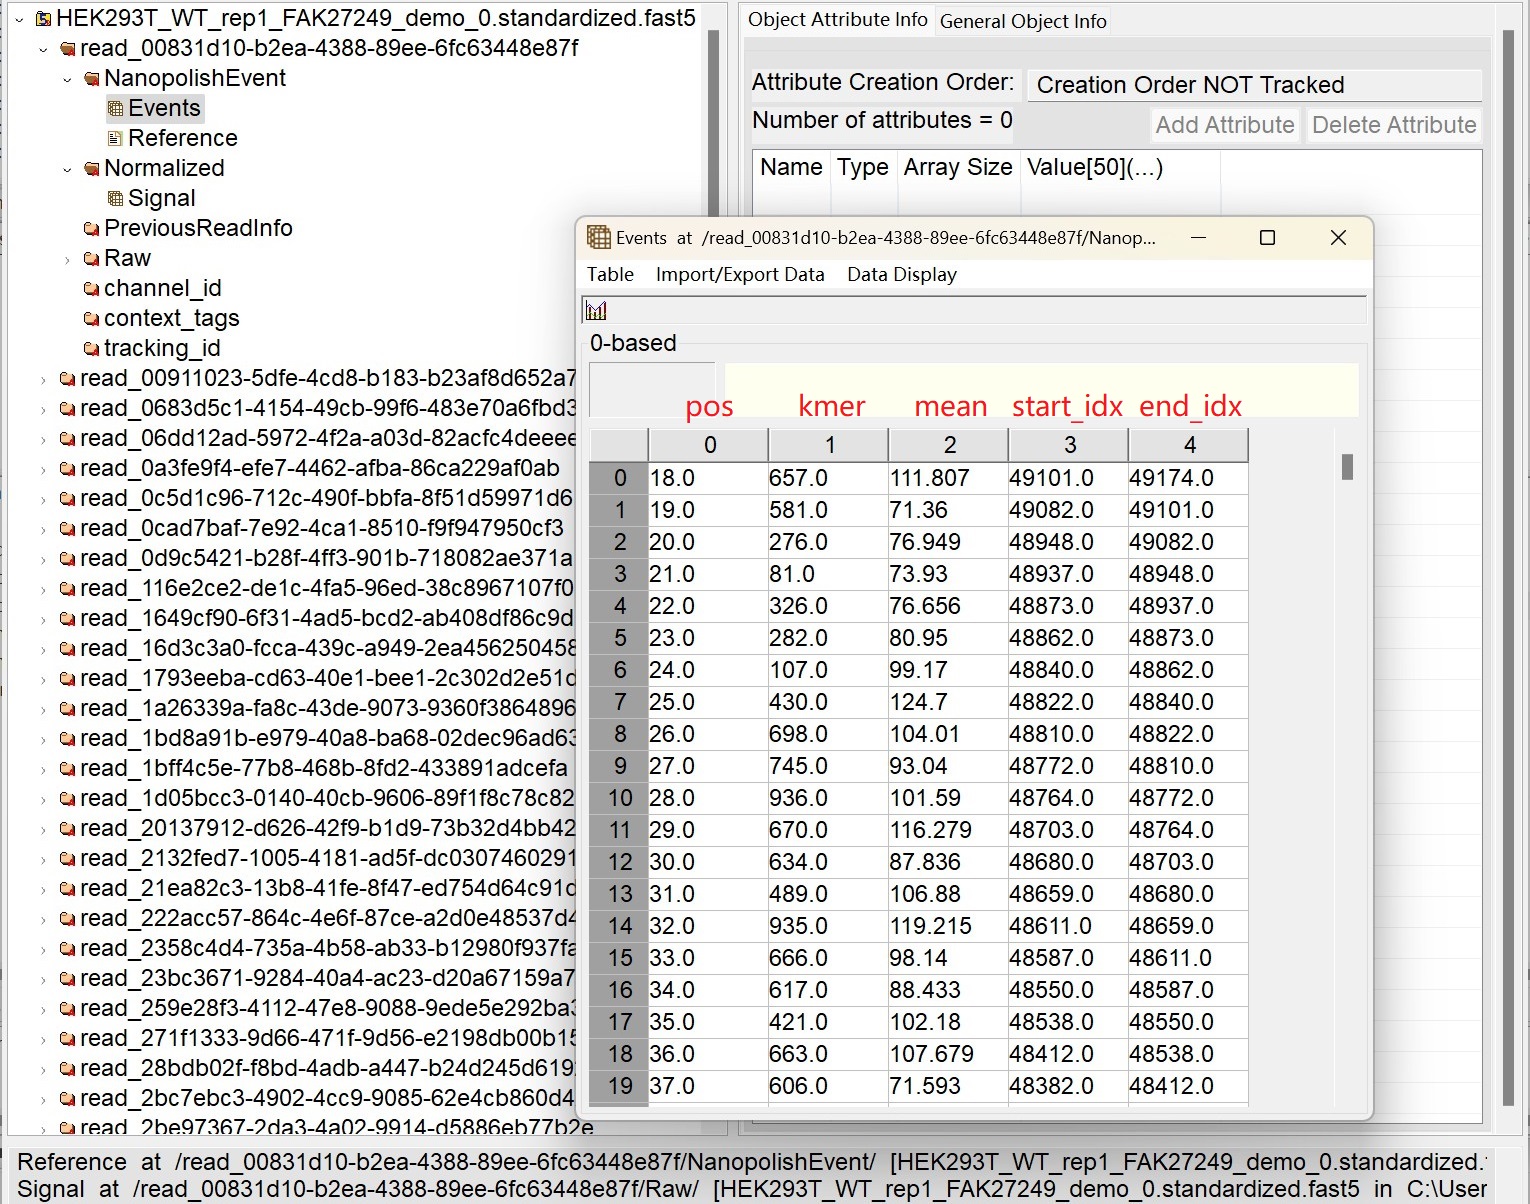 HEK293T_WT_rep1_FAK27249_demo_0.standardized.fast5
read_00831d10-b2ea-4388-89ee-6fc63448e87f
NanopolishEvent
Events
Reference
Normalized
Signal
PreviousReadInfo
Raw
channel_id
context_tags
tracking_id
read_00911023-5dfe-4cd8-b183-b23af8d652a7
read_0683d5c1-4154-49cb-99f6-483e70a6fbd3
read_06dd12ad-5972-4f2a-a03d-82acfc4deeee
read_0a3fe9f4-efe7-4462-afba-86ca229af0ab
read_0c5d1c96-712c-490f-bbfa-8f51d59971d6
read_0cad7baf-7e92-4ca1-8510-f9f947950cf3
read_0d9c5421-b28f-4ff3-901b-718082ae371a
read_116e2ce2-de1c-4fa5-96ed-38c8967107f0
read_1649cf90-6f31-4ad5-bcd2-ab408df86c9d
read_16d3c3a0-fcca-439c-a949-2ea456250458
read_1793eeba-cd63-40e1-bee1-2c302d2e51d
read_1a26339a-fa8c-43de-9073-9360f3864896
read_1bd8a91b-e979-40a8-ba68-02dec96ad63
read_1bff4c5e-77b8-468b-8fd2-433891adcefa
read_1d05bcc3-0140-40cb-9606-89f1f8c78c82
read_20137912-d626-42f9-b1d9-73b32d4bb42
read_2132fed7-1005-4181-ad5f-dc0307460291
read_21ea82c3-13b8-41fe-8f47-ed754d64c91d
read_222acc57-864c-4e6f-87ce-a2d0e48537d4
read_2358c4d4-735a-4b58-ab33-b12980f937fa
read_23bc3671-9284-40a4-ac23-d20a67159a7
read_259e28f3-4112-47e8-9088-9ede5e292ba3
read_271f1333-9d66-471f-9d56-e2198db00b15
read_28bdb02f-f8bd-4adb-a447-b24d245d619
read_2bc7ebc3-4902-4cc9-9085-62e4cb860d4
read_2be97367-2da3-4a02-9914-d5886eb77b2e
Object Attribute Info General Object Info
Attribute Creation Order: Creation Order NOT Tracked
Number of attributes = 0 Add Attribute Delete Attribute
Name Type Array Size Value[50](...)
Events at /read_00831d10-b2ea-4388-89ee-6fc63448e87f/Nanop...
Table Import/Export Data Data Display
0-based
pos kmer mean start_idx end_idx
0 1 2 3 4
0 18.0 657.0 111.807 49101.0 49174.0
1 19.0 581.0 71.36 49082.0 49101.0
2 20.0 276.0 76.949 48948.0 49082.0
3 21.0 81.0 73.93 48937.0 48948.0
4 22.0 326.0 76.656 48873.0 48937.0
5 23.0 282.0 80.95 48862.0 48873.0
6 24.0 107.0 99.17 48840.0 48862.0
7 25.0 430.0 124.7 48822.0 48840.0
8 26.0 698.0 104.01 48810.0 48822.0
9 27.0 745.0 93.04 48772.0 48810.0
10 28.0 936.0 101.59 48764.0 48772.0
11 29.0 670.0 116.279 48703.0 48764.0
12 30.0 634.0 87.836 48680.0 48703.0
13 31.0 489.0 106.88 48659.0 48680.0
14 32.0 935.0 119.215 48611.0 48659.0
15 33.0 666.0 98.14 48587.0 48611.0
16 34.0 617.0 88.433 48550.0 48587.0
17 35.0 421.0 102.18 48538.0 48550.0
18 36.0 663.0 107.679 48412.0 48538.0
19 37.0 606.0 71.593 48382.0 48412.0
Reference at /read_00831d10-b2ea-4388-89ee-6fc63448e87f/NanopolishEvent/ [HEK293T_WT_rep1_FAK27249_demo_0.standardized.
Signal at /read_00831d10-b2ea-4388-89ee-6fc63448e87f/Raw/ [HEK293T_WT_rep1_FAK27249_demo_0.standardized.fast5 in C:\User